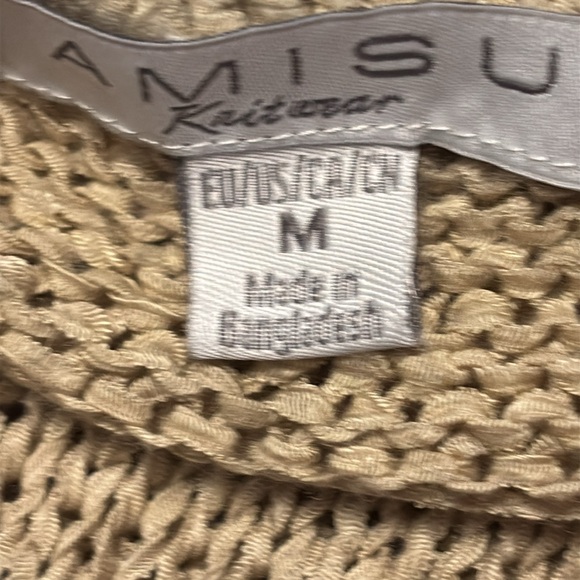 AMISU
Knitwear
EU/US/CA/CH
M
Made in
Bangladesh